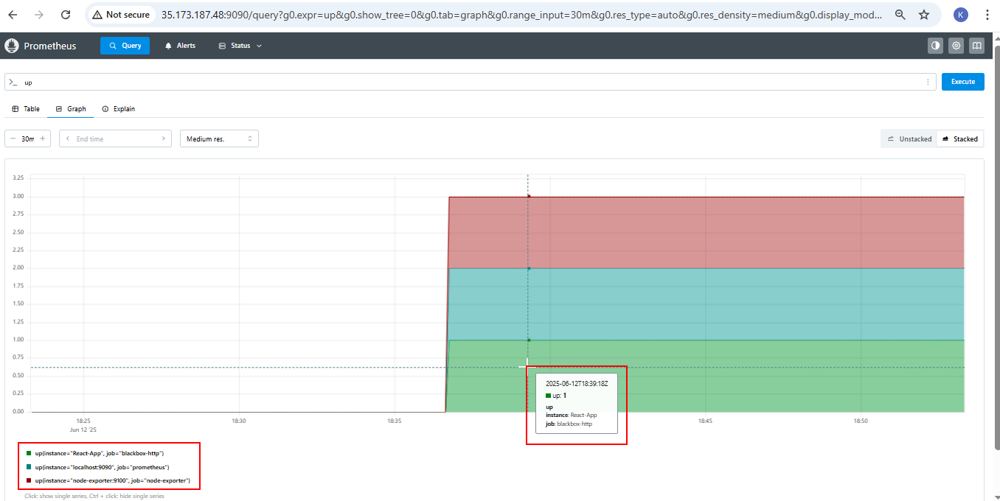 Not secure 35.173.187.48:9090/query?g0.expr=up&g0.show_tree=0&g0.tab=graph&g0.range_input=30m&g0.res_type=auto&g0.res_density=medium&g0.display_mod... K
Prometheus Query Alerts Status
>_ up Execute
Table Graph Explain
30m End time Medium res. Unstacked Stacked
3.25
3.00
2.75
2.50
2.25
2.00
1.75
1.50
1.25
1.00
0.75
0.50
0.25
0.00
2025-06-12T18:39:18Z
up: 1
up
instance: React-App
job: blackbox-http
18:25 18:30 18:35 18:45 18:50
Jun 12 '25
up{instance="React-App", job="blackbox-http"}
up{instance="localhost:9090", job="prometheus"}
up{instance="node-exporter:9100", job="node-exporter"}
Click: show single series, Ctrl + click: hide single series